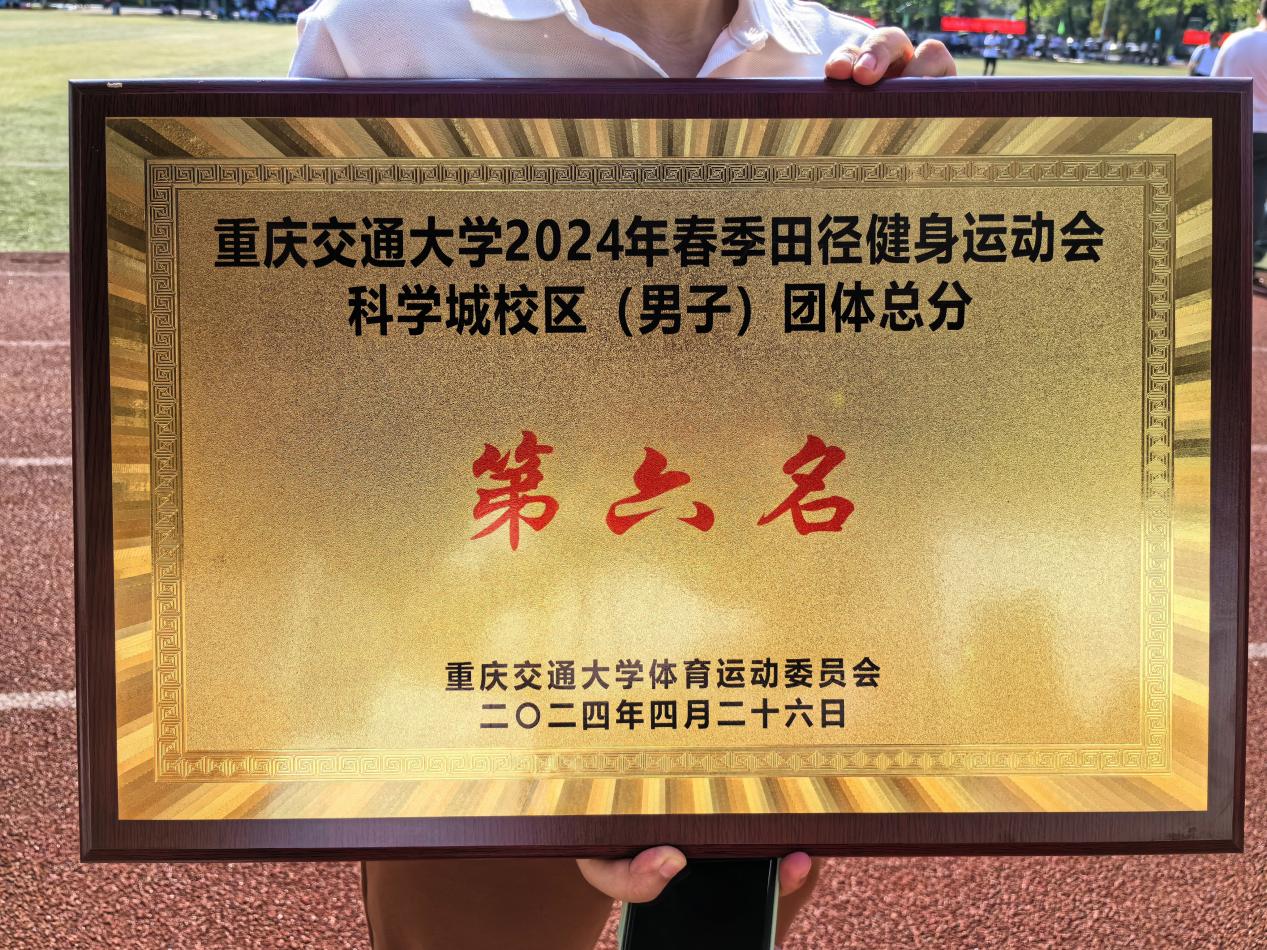 重庆交通大学2024年春季田径健身运动会
科学城校区（男子）团体总分
第六名
重庆交通大学体育运动委员会
二〇二四年四月二十六日